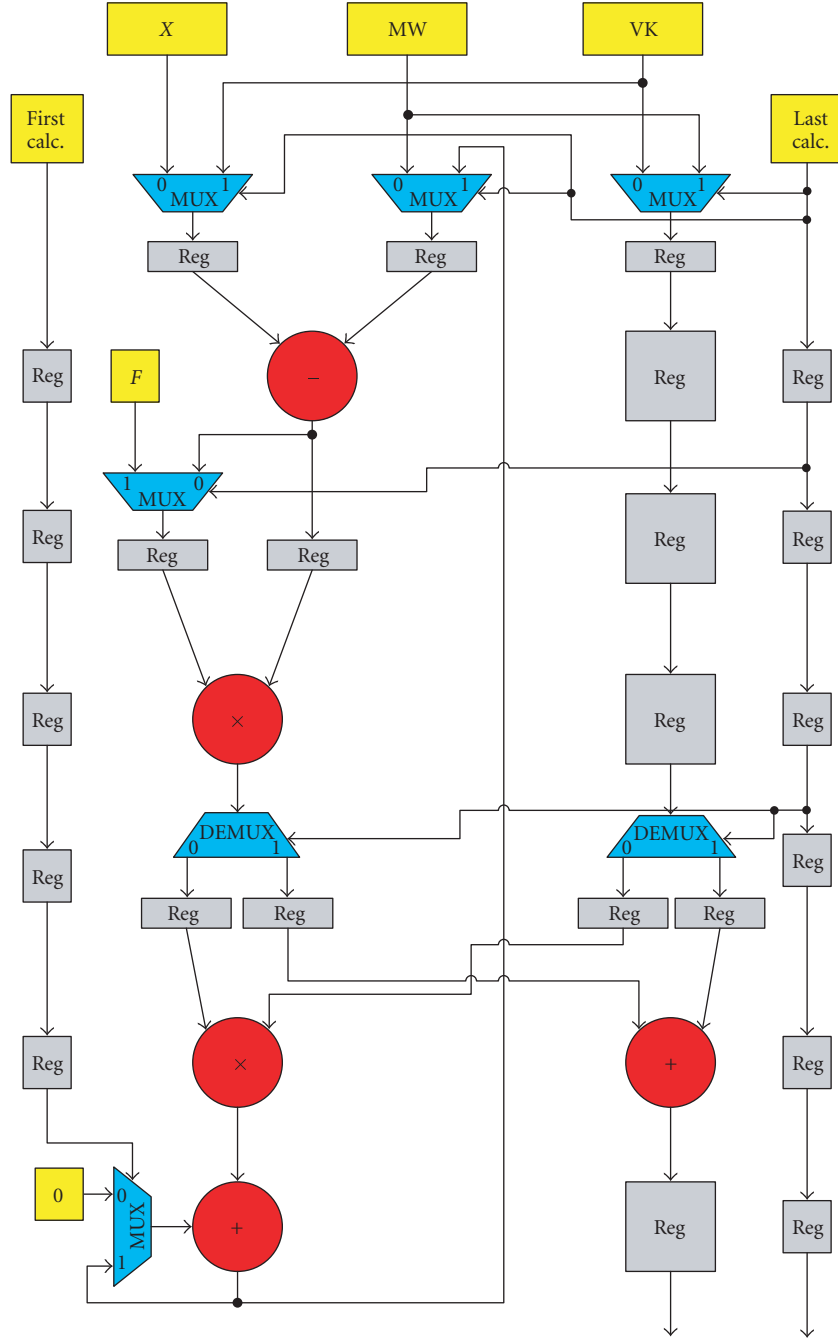 X
MW
VK
First
calc.
Last
calc.
0 1
MUX
0 1
MUX
0 1
MUX
Reg
Reg
Reg
−
Reg
F
Reg
Reg
1 0
MUX
Reg
Reg
Reg
Reg
Reg
×
Reg
Reg
Reg
DEMUX
0 1
DEMUX
0 1
Reg
Reg
Reg
Reg
Reg
Reg
×
+
Reg
Reg
0
0
MUX
1
+
Reg
Reg